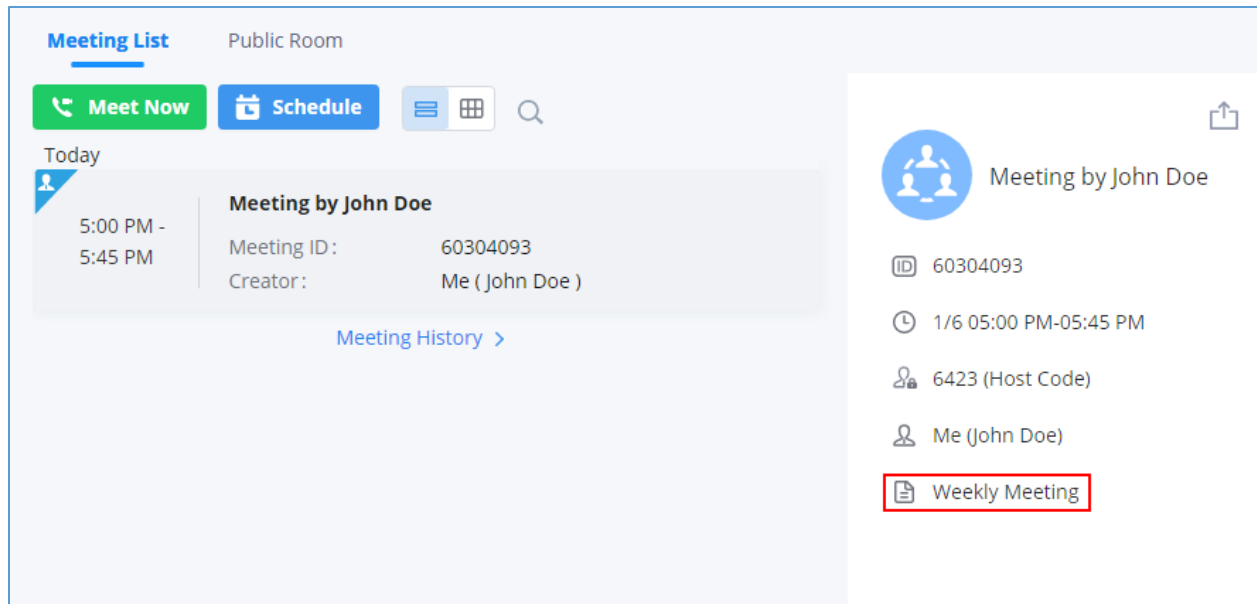 Meeting List
Public Room
Meet Now
Schedule
Today
5:00 PM -
5:45 PM
Meeting by John Doe
Meeting ID:
60304093
Creator:
Me ( John Doe )
Meeting History >
Meeting by John Doe
ID
60304093
1/6 05:00 PM-05:45 PM
6423 (Host Code)
Me (John Doe)
Weekly Meeting